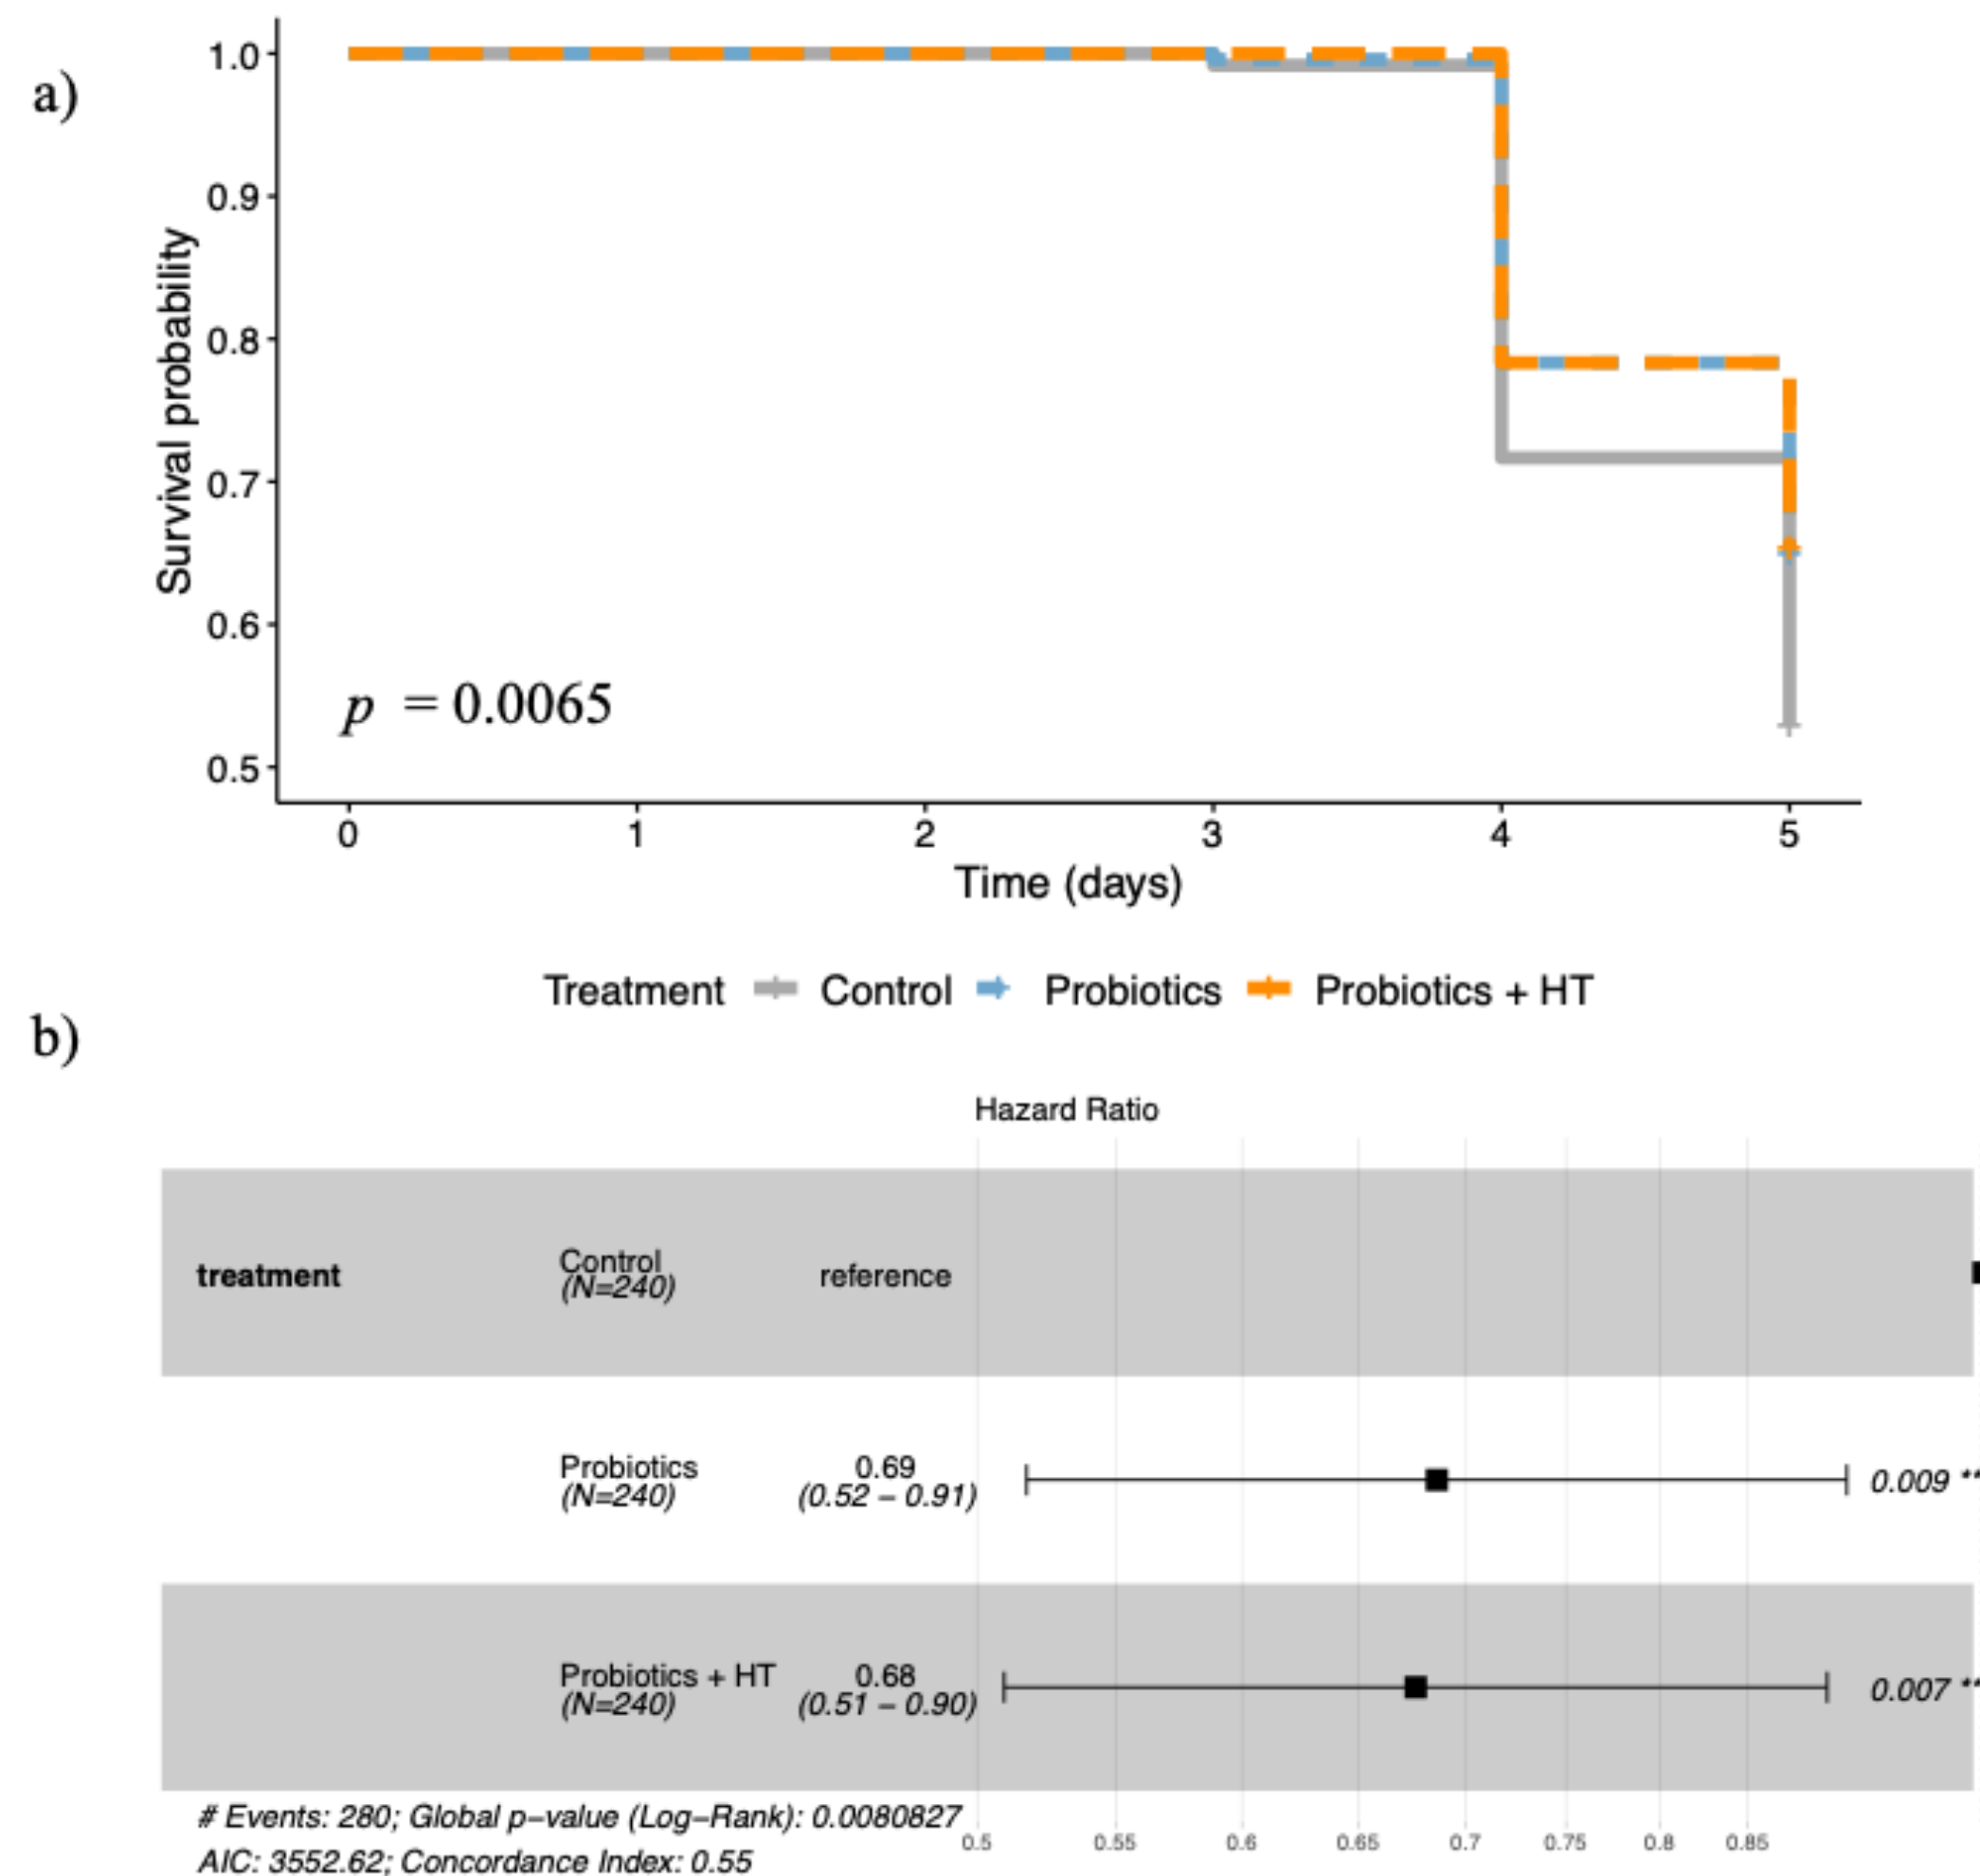 a)
1.0
0.9
0.8
0.7
0.6
0.5
Survival probability
p = 0.0065
0 1 2 3 4 5
Time (days)
Treatment Control Probiotics Probiotics + HT
b)
Hazard Ratio
treatment Control reference
(N=240)
Probiotics 0.69
(N=240) (0.52 – 0.91) 0.009 **
Probiotics + HT 0.68
(N=240) (0.51 – 0.90) 0.007 **
# Events: 280; Global p−value (Log−Rank): 0.0080827
AIC: 3552.62; Concordance Index: 0.55
0.5 0.55 0.6 0.65 0.7 0.75 0.8 0.85